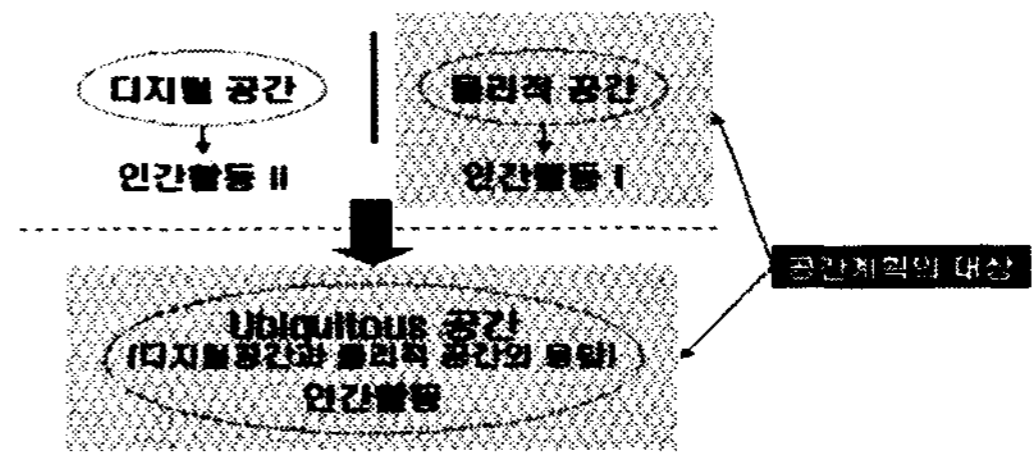 디지털 공간
물리적 공간
인간활동 II
인간활동 I
공간계획의 대상
Ubiquitous 공간
(디지털공간과 물리적 공간의 통합)
인간활동